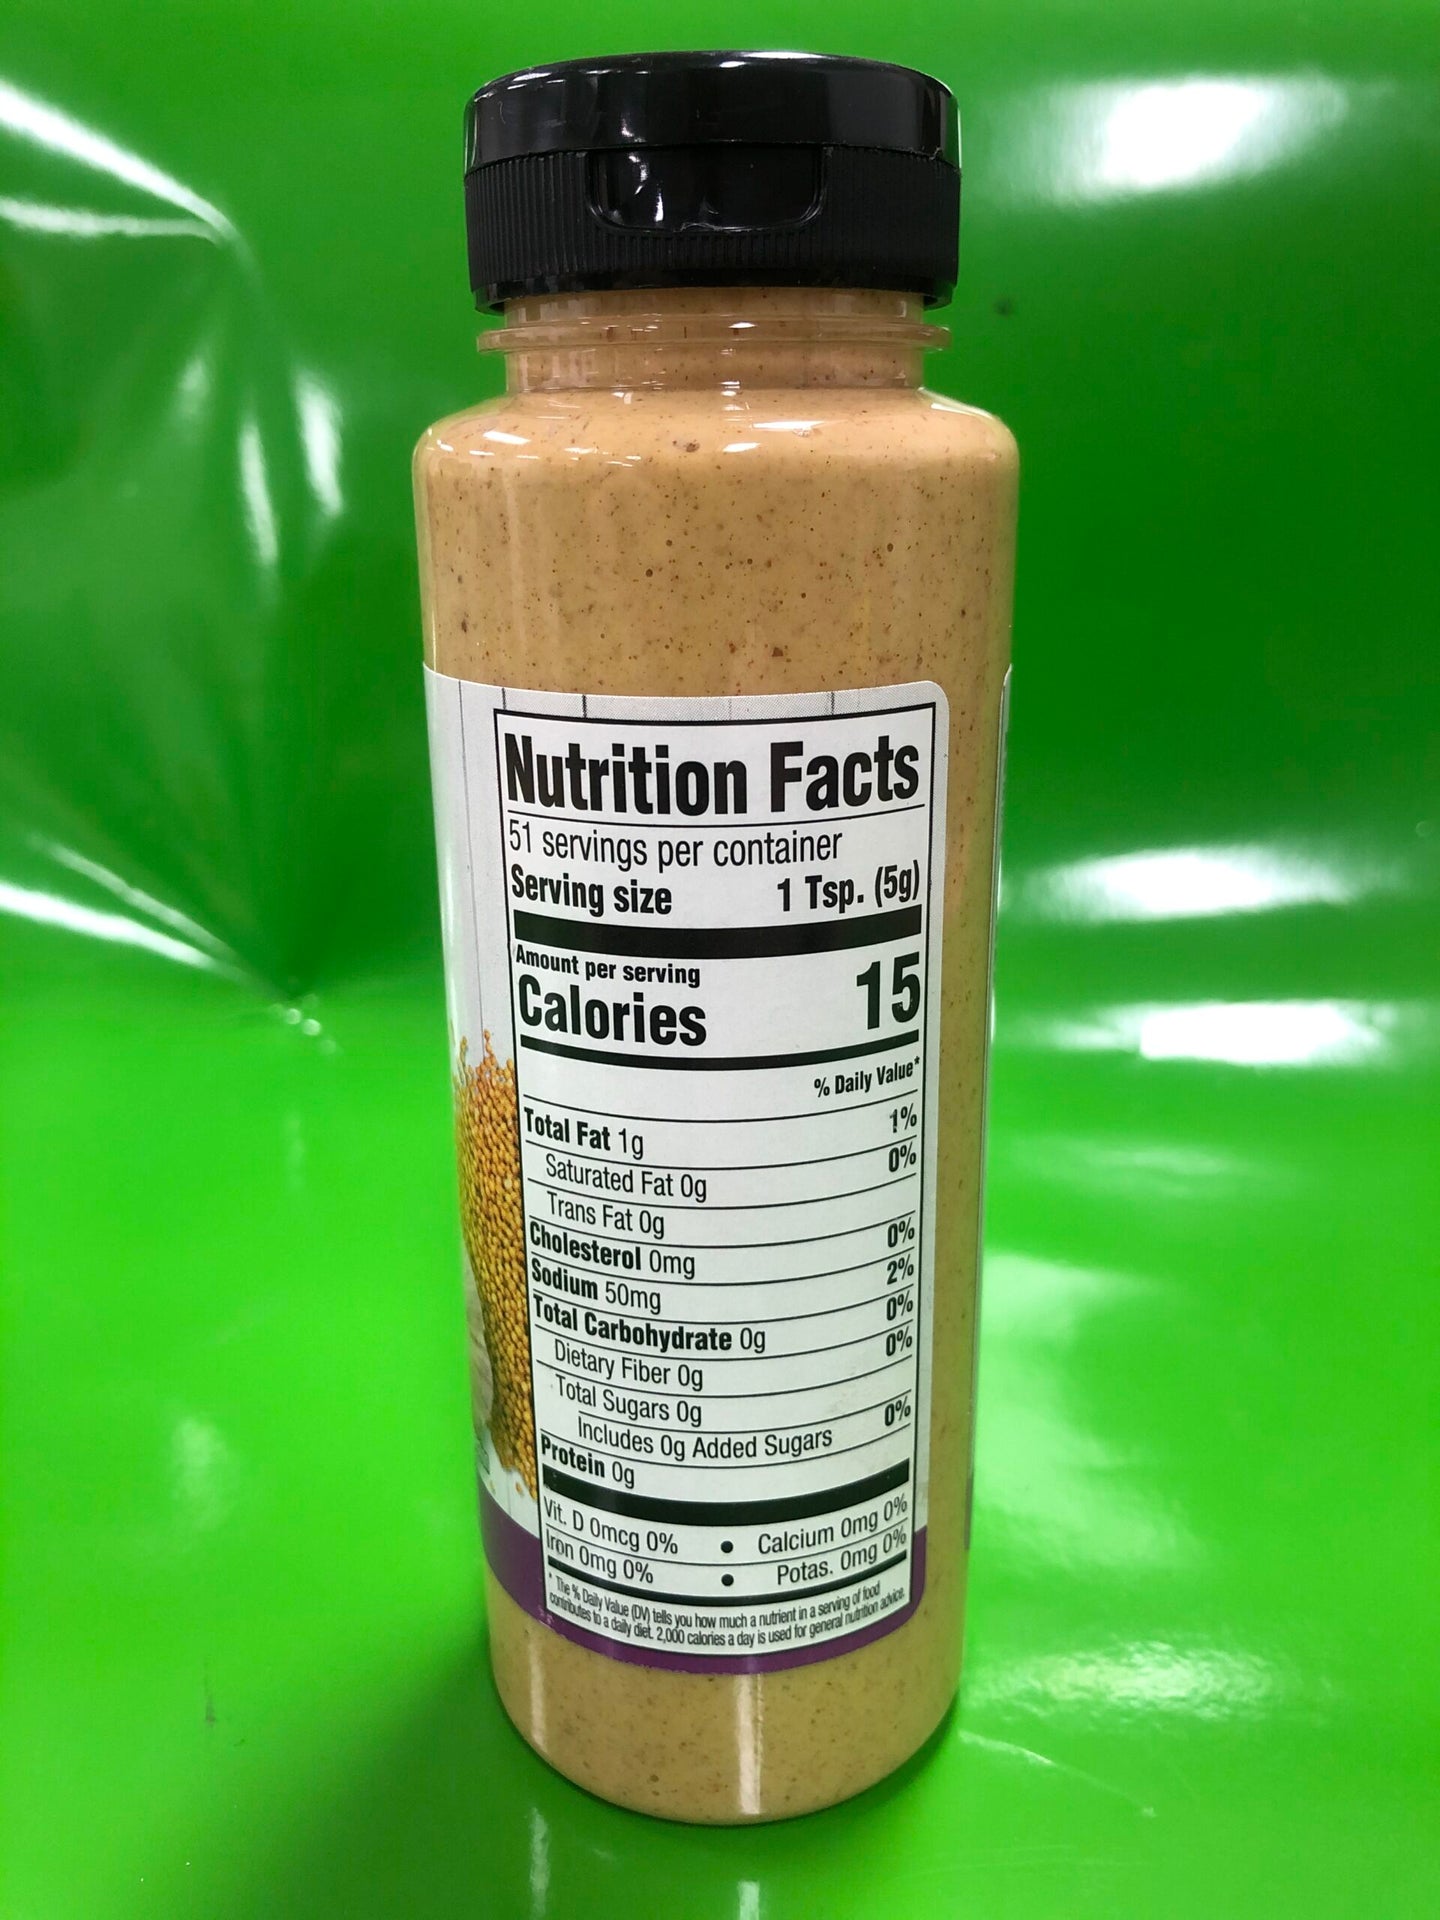 Nutrition Facts
51 servings per container
Serving size 1 Tsp. (5g)
Amount per serving
Calories 15
% Daily Value*
Total Fat 1g 1%
Saturated Fat 0g 0%
Trans Fat 0g
Cholesterol 0mg 0%
Sodium 50mg 2%
Total Carbohydrate 0g 0%
Dietary Fiber 0g 0%
Total Sugars 0g
Includes 0g Added Sugars 0%
Protein 0g
Vit. D 0mcg 0% • Calcium 0mg 0%
Iron 0mg 0% • Potas. 0mg 0%
* The % Daily Value (DV) tells you how much a nutrient in a serving of food
contributes to a daily diet. 2,000 calories a day is used for general nutrition advice.